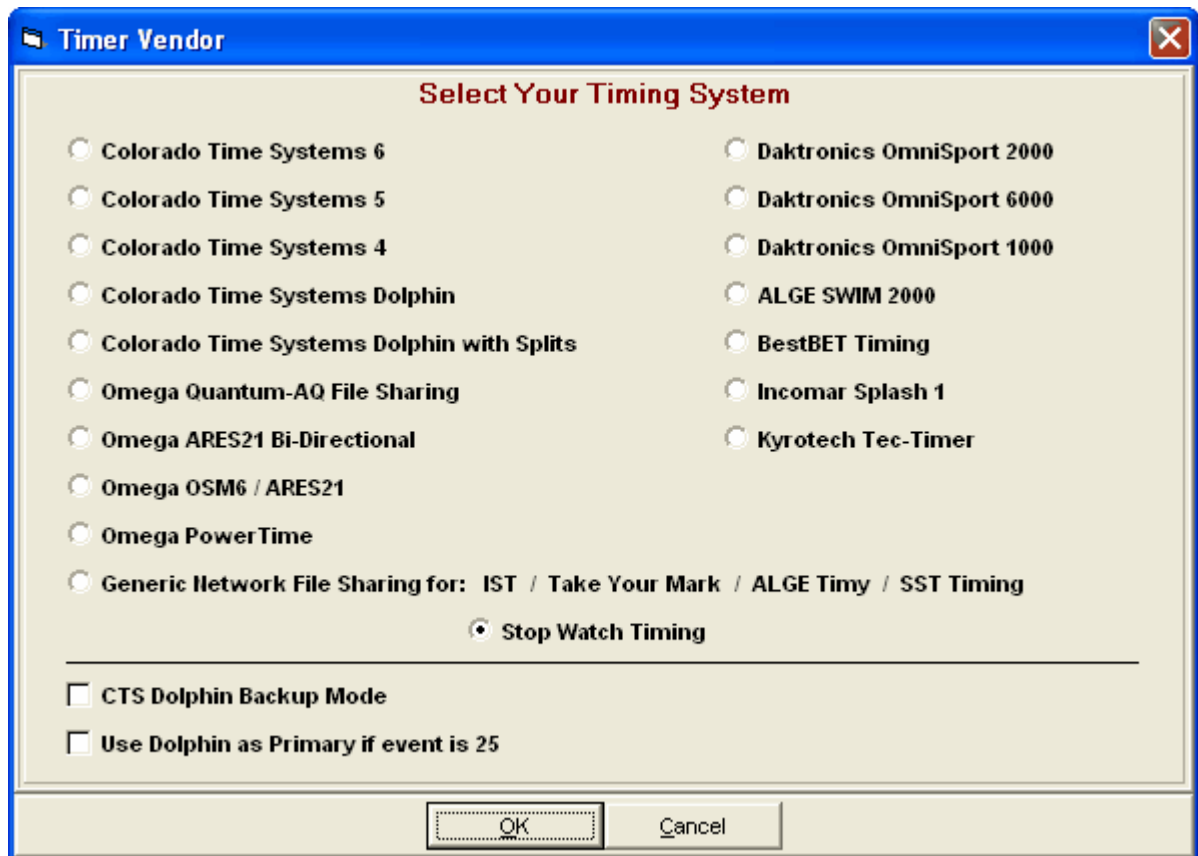 Timer Vendor
Select Your Timing System
Colorado Time Systems 6
Colorado Time Systems 5
Colorado Time Systems 4
Colorado Time Systems Dolphin
Colorado Time Systems Dolphin with Splits
Omega Quantum-AQ File Sharing
Omega ARES21 Bi-Directional
Omega OSM6 / ARES21
Omega PowerTime
Generic Network File Sharing for: IST / Take Your Mark / ALGE Timy / SST Timing
Daktronics OmniSport 2000
Daktronics OmniSport 6000
Daktronics OmniSport 1000
ALGE SWIM 2000
BestBET Timing
Incomar Splash 1
Kyrotech Tec-Timer
Stop Watch Timing
CTS Dolphin Backup Mode
Use Dolphin as Primary if event is 25
OK
Cancel